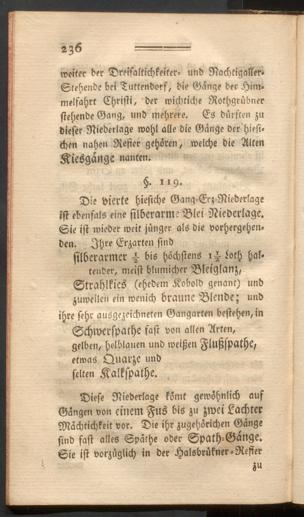 236
weiter der Dreifaltichkeiter- und Nachtigaller-
Stehende bei Tuttendorf, die Gänge der Him-
melfahrt Christi, der wichtiche Rothgrübner
stehende Gang, und mehrere. Es dürften zu
dieser Niederlage wohl alle die Gänge der hiesi-
chen nahen Refier gehören, welche die Alten
Kiesgänge nanten.
§. 119.
Die vierte hiesiche Gang-Erz-Niederlage
ist ebenfals eine silberarme Blei Niederlage.
Sie ist wieder weit jünger als die vorhergehen-
den. Ihre Erzarten sind
silberarmer ½ bis höchstens 1½ Loth hal-
tender, meist blumicher Bleiglanz,
Strahlkies (ehedem Kobold genant) und
zuweilen ein wenich braune Blende; und
ihre sehr ausgezeichneten Gangarten bestehen, in
Schwerspathe fast von allen Arten,
gelben, helblauen und weißen Flußspathe,
etwas Quarze und
selten Kalkspathe.
Diese Niederlage kömt gewöhnlich auf
Gängen von einem Fus bis zu zwei Lachter
Mächtichkeit vor. Die ihr zugehörichen Gänge
sind fast alles Späthe oder Spath-Gänge.
Sie ist vorzüglich in der Halsbrükner-Refier
zu